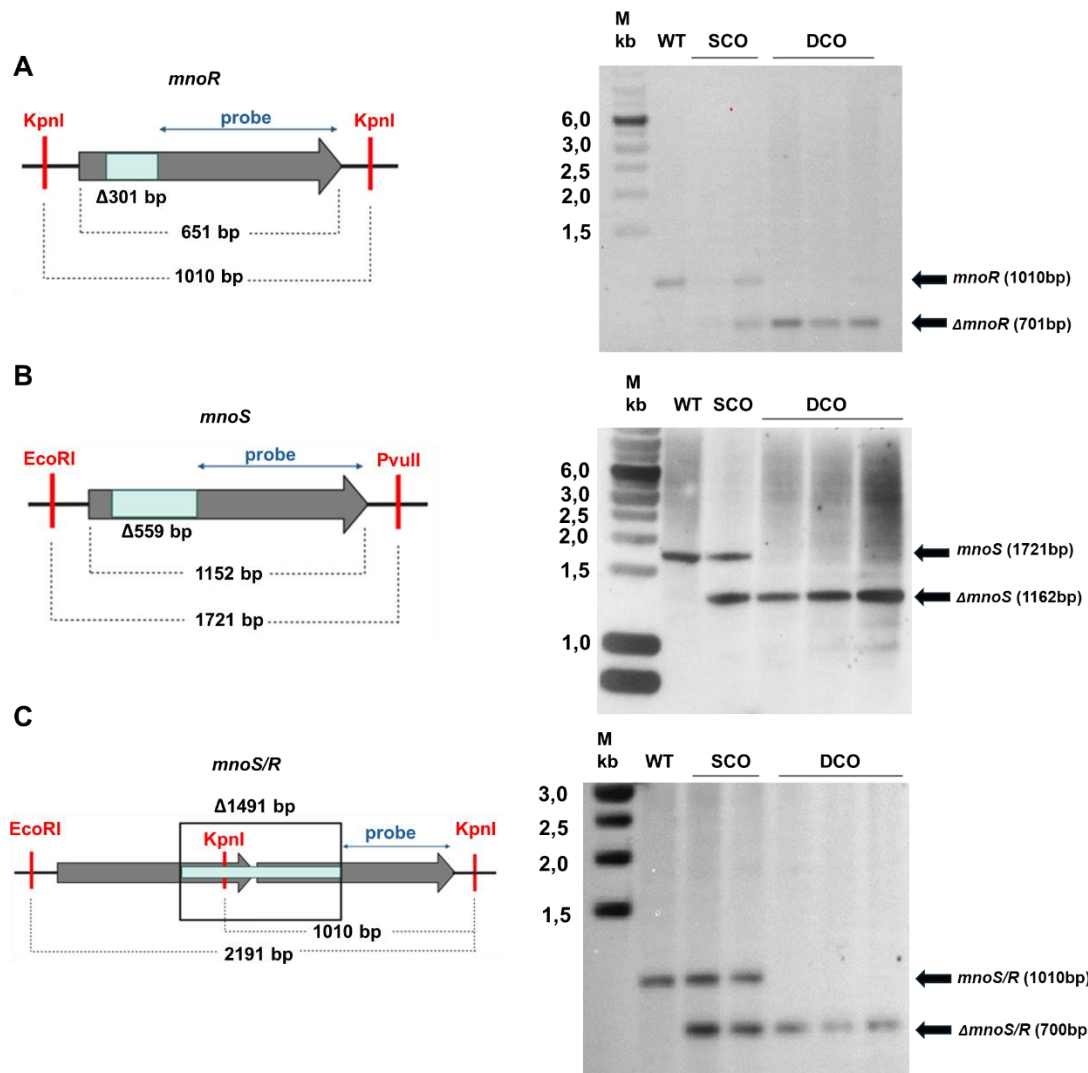 A
mnoR
KpnI
probe
KpnI
Δ301 bp
651 bp
1010 bp
M
kb
WT
SCO
DCO
6,0
3,0
2,5
2,0
1,5
mnoR (1010bp)
ΔmnoR (701bp)
B
mnoS
EcoRI
probe
PvuII
Δ559 bp
1152 bp
1721 bp
M
kb
WT
SCO
DCO
6,0
3,0
2,5
2,0
1,5
1,0
mnoS (1721bp)
ΔmnoS (1162bp)
C
mnoS/R
Δ1491 bp
EcoRI
KpnI
probe
KpnI
1010 bp
2191 bp
M
kb
WT
SCO
DCO
3,0
2,5
2,0
1,5
mnoS/R (1010bp)
ΔmnoS/R (700bp